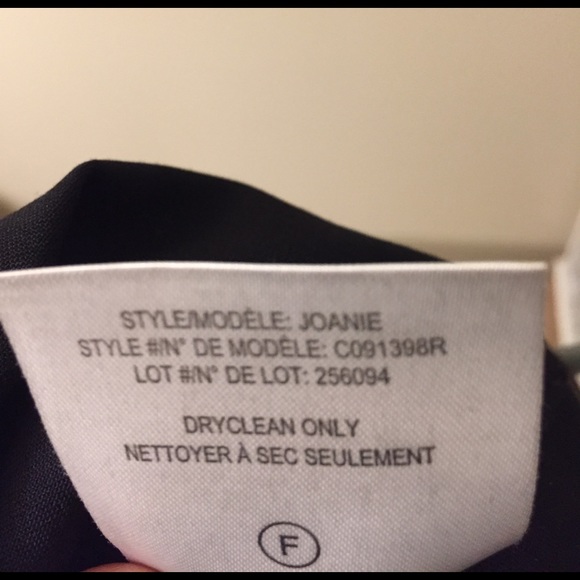 STYLE/MODÈLE: JOANIE
STYLE #/N° DE MODÈLE: C091398R
LOT #/N° DE LOT: 256094
DRYCLEAN ONLY
NETTOYER À SEC SEULEMENT
F